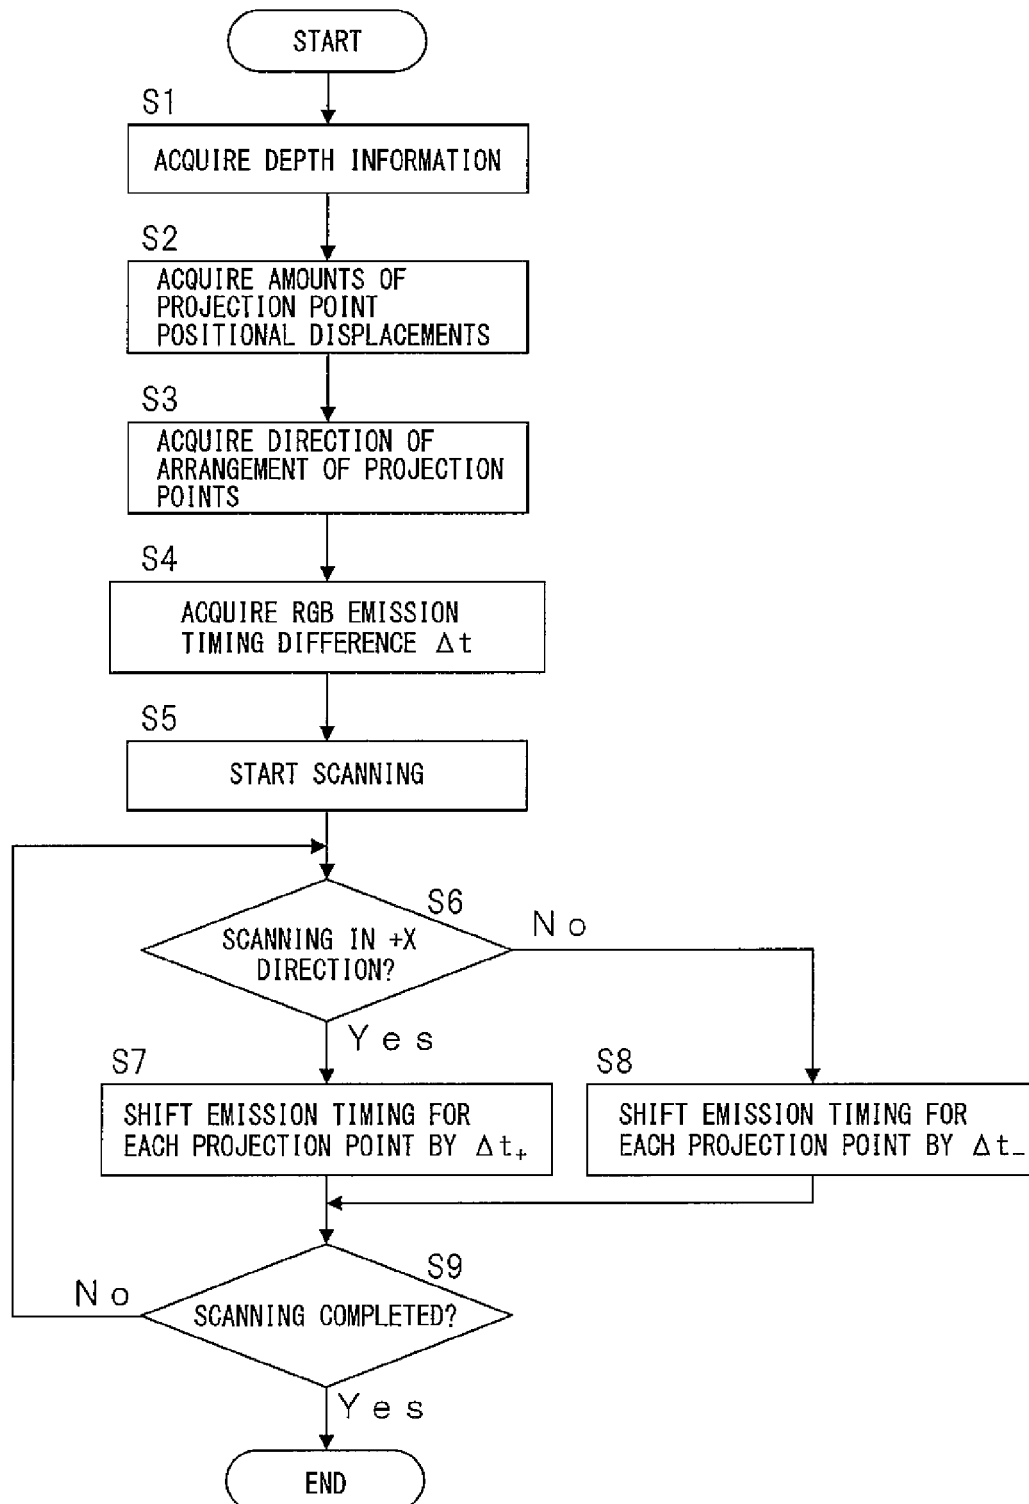 START
S1
ACQUIRE DEPTH INFORMATION
S2
ACQUIRE AMOUNTS OF
PROJECTION POINT
POSITIONAL DISPLACEMENTS
S3
ACQUIRE DIRECTION OF
ARRANGEMENT OF PROJECTION
POINTS
S4
ACQUIRE RGB EMISSION
TIMING DIFFERENCE Δt
S5
START SCANNING
S6
SCANNING IN +X
DIRECTION?
No
Yes
S7
SHIFT EMISSION TIMING FOR
EACH PROJECTION POINT BY Δt₊
S8
SHIFT EMISSION TIMING FOR
EACH PROJECTION POINT BY Δt₋
S9
SCANNING COMPLETED?
No
Yes
END